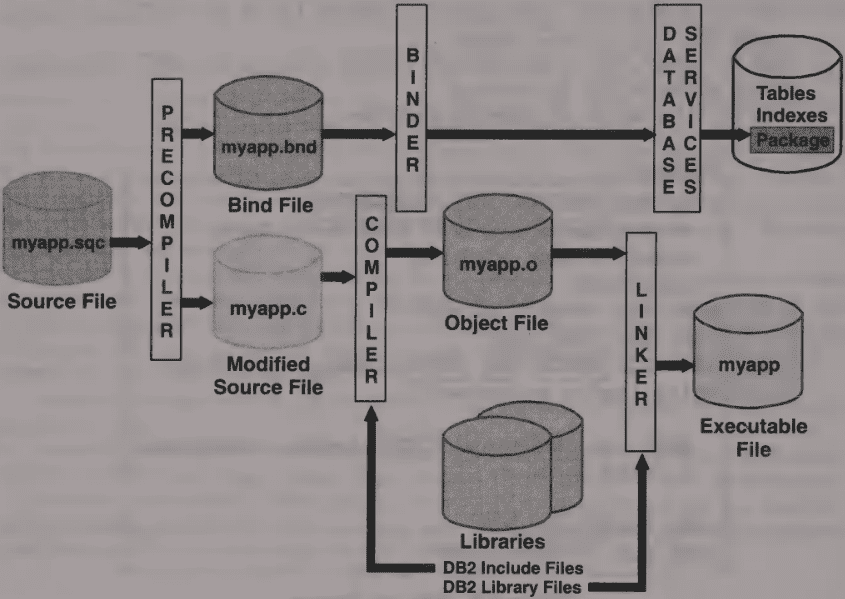 BINDER
DATABASE
SERVICES
Tables
Indexes
Package
PRECOMPILER
myapp.bnd
Bind File
myapp.sqc
Source File
COMPILER
myapp.o
Object File
myapp.c
Modified
Source File
LINKER
myapp
Executable
File
Libraries
DB2 Include Files
DB2 Library Files